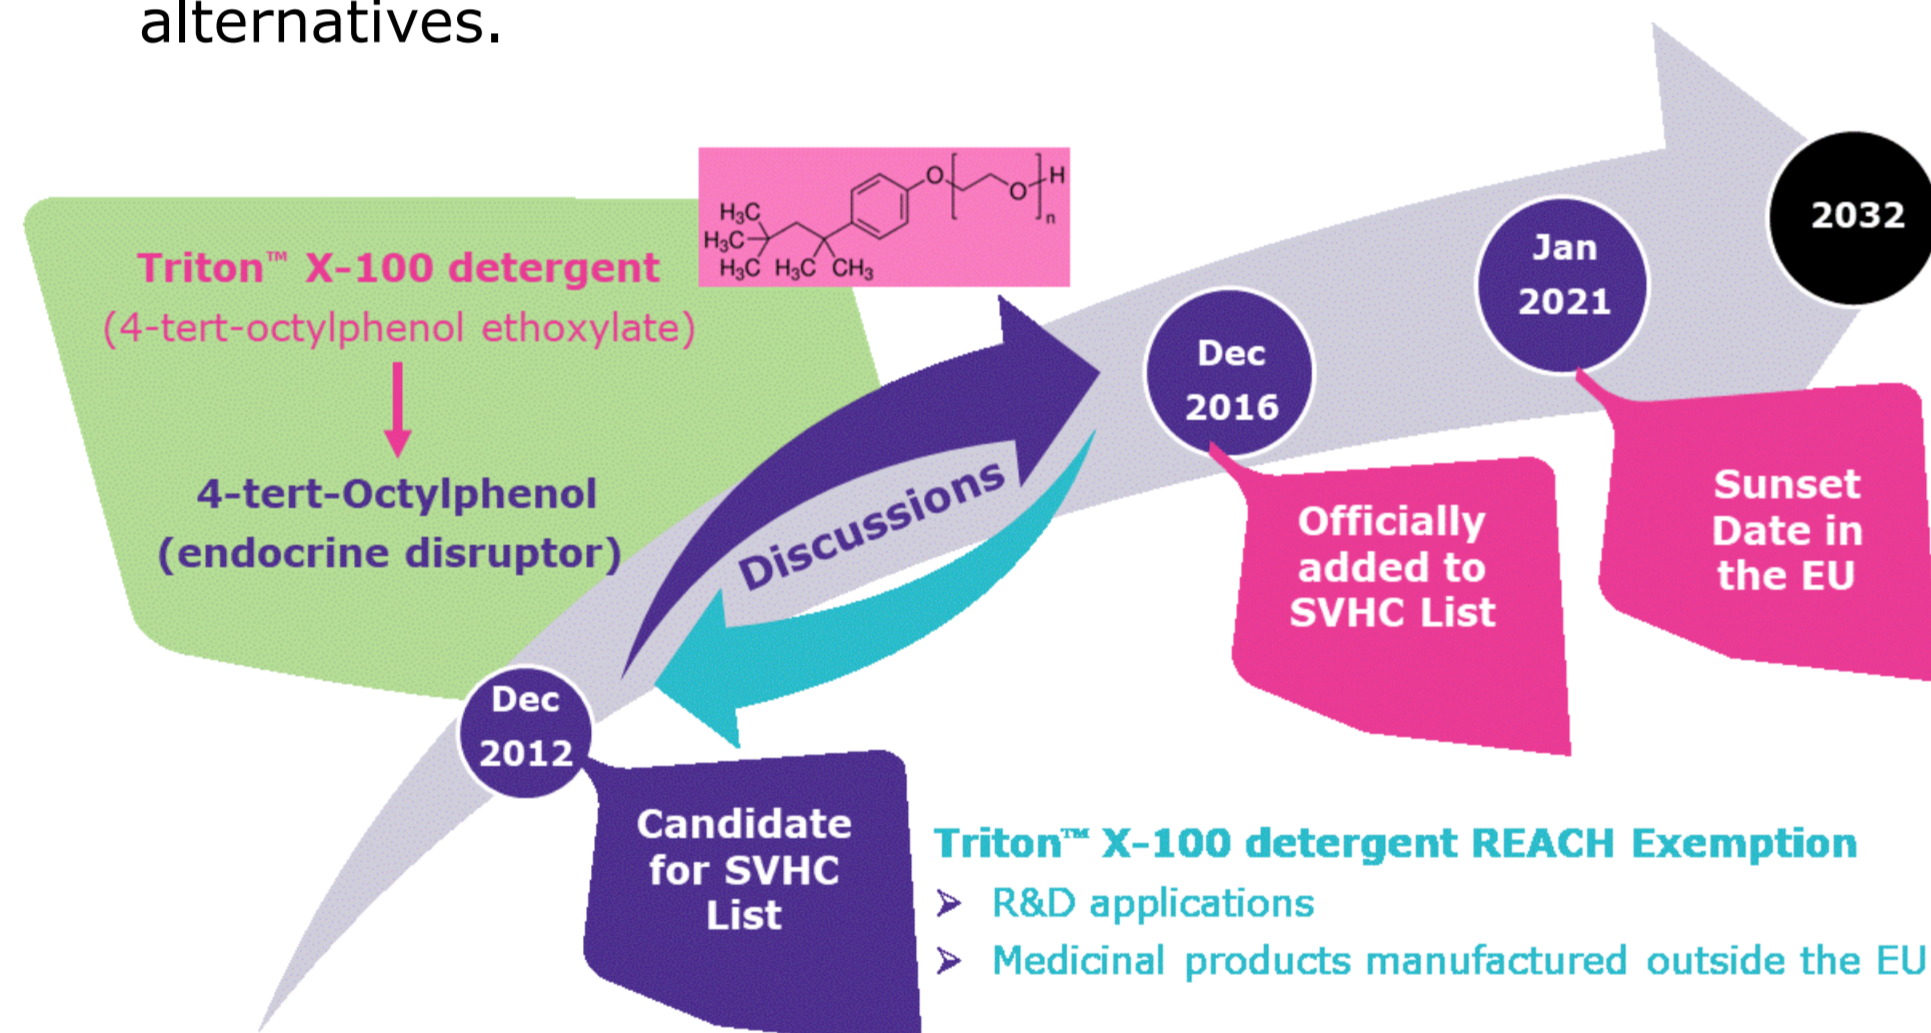 alternatives.
Triton™ X-100 detergent
(4-tert-octylphenol ethoxylate)
4-tert-Octylphenol
(endocrine disruptor)
H₃C
H₃C
H₃C H₃C CH₃
O
O
H
n
Discussions
Dec
2012
Candidate
for SVHC
List
Dec
2016
Officially
added to
SVHC List
Jan
2021
Sunset
Date in
the EU
2032
Triton™ X-100 detergent REACH Exemption
➢ R&D applications
➢ Medicinal products manufactured outside the EU